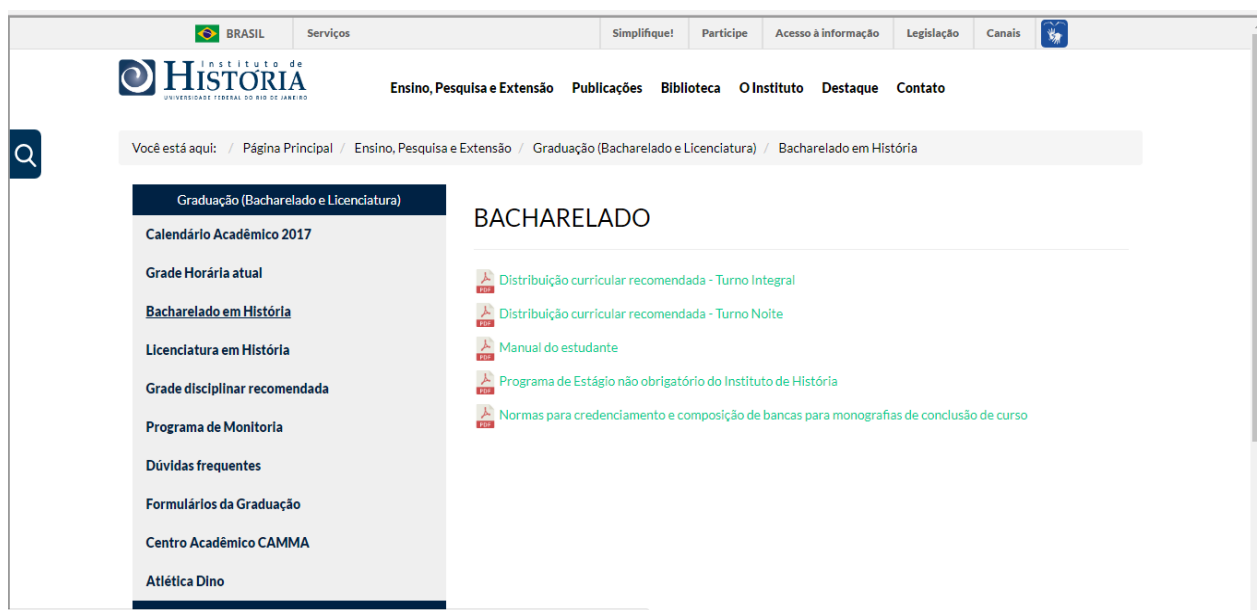 BRASIL Serviços Simplifique! Participe Acesso à informação Legislação Canais
Instituto de
HISTÓRIA
UNIVERSIDADE FEDERAL DO RIO DE JANEIRO
Ensino, Pesquisa e Extensão Publicações Biblioteca O Instituto Destaque Contato
Você está aqui: / Página Principal / Ensino, Pesquisa e Extensão / Graduação (Bacharelado e Licenciatura) / Bacharelado em História
Graduação (Bacharelado e Licenciatura)
Calendário Acadêmico 2017
Grade Horária atual
Bacharelado em História
Licenciatura em História
Grade disciplinar recomendada
Programa de Monitoria
Dúvidas frequentes
Formulários da Graduação
Centro Acadêmico CAMMA
Atlética Dino
BACHARELADO
PDF Distribuição curricular recomendada - Turno Integral
PDF Distribuição curricular recomendada - Turno Noite
PDF Manual do estudante
PDF Programa de Estágio não obrigatório do Instituto de História
PDF Normas para credenciamento e composição de bancas para monografias de conclusão de curso